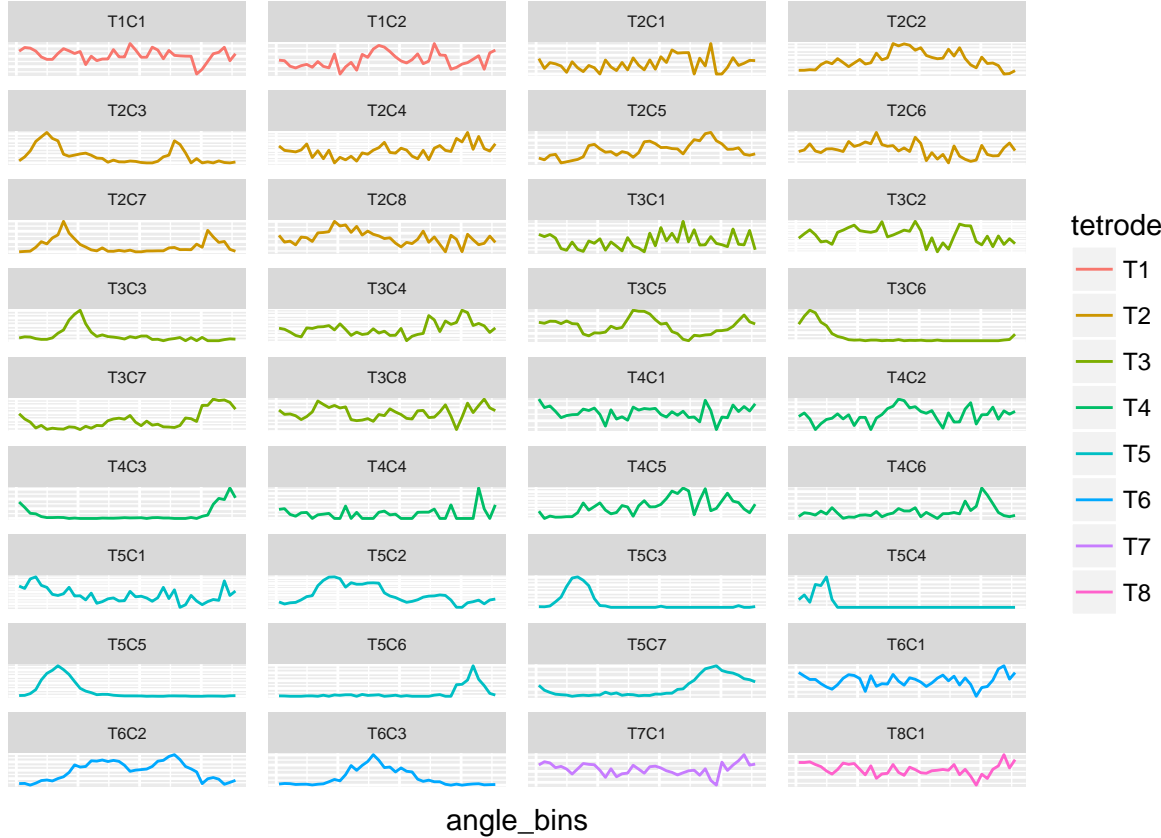 T1C1 T1C2 T2C1 T2C2
T2C3 T2C4 T2C5 T2C6
T2C7 T2C8 T3C1 T3C2
T3C3 T3C4 T3C5 T3C6
T3C7 T3C8 T4C1 T4C2
T4C3 T4C4 T4C5 T4C6
T5C1 T5C2 T5C3 T5C4
T5C5 T5C6 T5C7 T6C1
T6C2 T6C3 T7C1 T8C1
angle_bins
tetrode
T1
T2
T3
T4
T5
T6
T7
T8